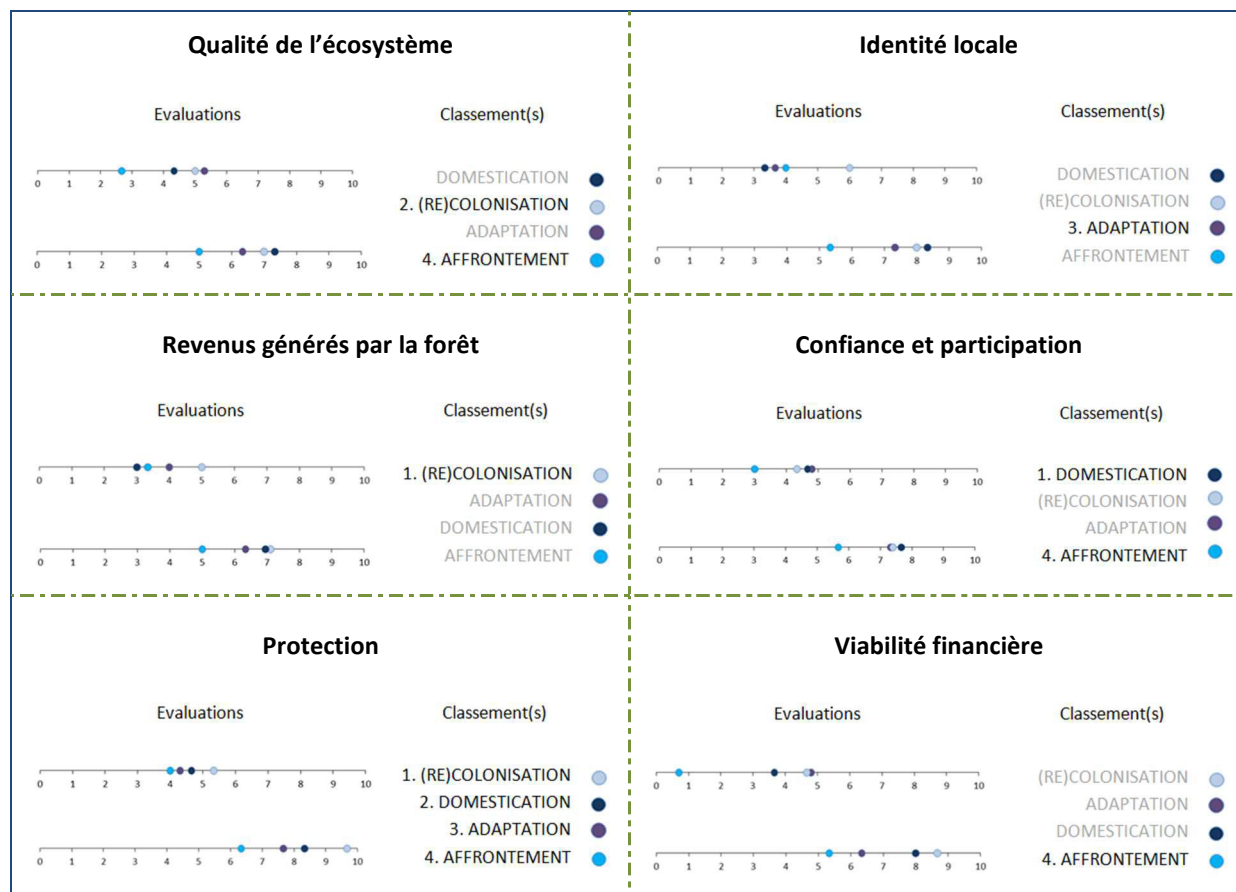 Qualité de l'écosystème
Evaluations
Classement(s)
0 1 2 3 4 5 6 7 8 9 10
DOMESTICATION
2. (RE)COLONISATION
ADAPTATION
4. AFFRONTEMENT
0 1 2 3 4 5 6 7 8 9 10
Identité locale
Evaluations
Classement(s)
0 1 2 3 4 5 6 7 8 9 10
DOMESTICATION
(RE)COLONISATION
3. ADAPTATION
AFFRONTEMENT
0 1 2 3 4 5 6 7 8 9 10
Revenus générés par la forêt
Evaluations
Classement(s)
0 1 2 3 4 5 6 7 8 9 10
1. (RE)COLONISATION
ADAPTATION
DOMESTICATION
AFFRONTEMENT
0 1 2 3 4 5 6 7 8 9 10
Confiance et participation
Evaluations
Classement(s)
0 1 2 3 4 5 6 7 8 9 10
1. DOMESTICATION
(RE)COLONISATION
ADAPTATION
4. AFFRONTEMENT
0 1 2 3 4 5 6 7 8 9 10
Protection
Evaluations
Classement(s)
0 1 2 3 4 5 6 7 8 9 10
1. (RE)COLONISATION
2. DOMESTICATION
3. ADAPTATION
4. AFFRONTEMENT
0 1 2 3 4 5 6 7 8 9 10
Viabilité financière
Evaluations
Classement(s)
0 1 2 3 4 5 6 7 8 9 10
(RE)COLONISATION
ADAPTATION
DOMESTICATION
4. AFFRONTEMENT
0 1 2 3 4 5 6 7 8 9 10